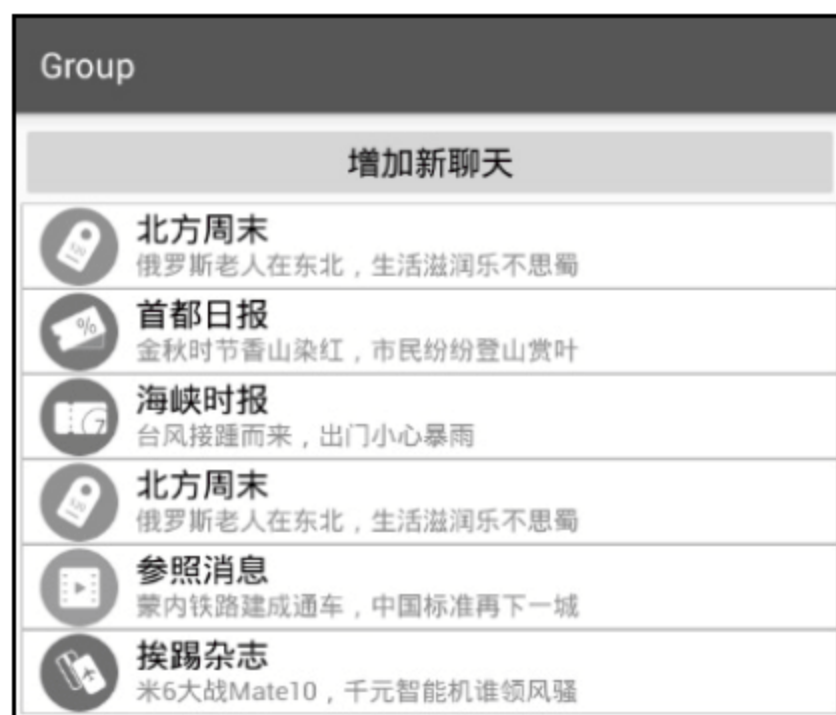 Group
增加新聊天
北方周末
俄罗斯老人在东北，生活滋润乐不思蜀
首都日报
%
金秋时节香山染红，市民纷纷登山赏叶
海峡时报
7
台风接踵而来，出门小心暴雨
北方周末
俄罗斯老人在东北，生活滋润乐不思蜀
参照消息
蒙内铁路建成通车，中国标准再下一城
挨踢杂志
米6大战Mate10，千元智能机谁领风骚